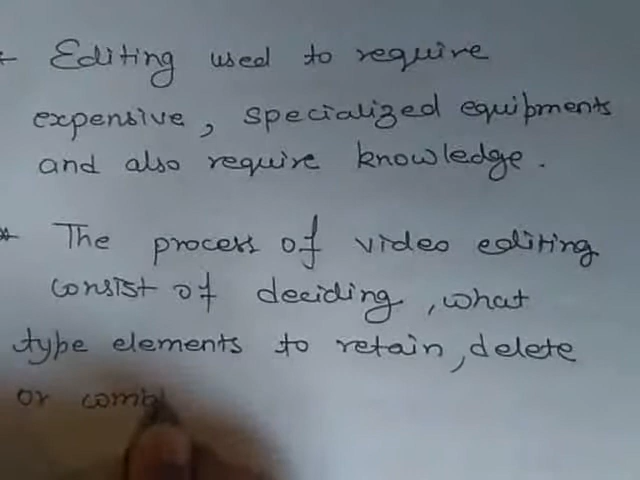 * Editing used to require
expensive, specialized equipments
and also require knowledge.
* The process of video editing
consist of deciding, what
type elements to retain, delete
or comb